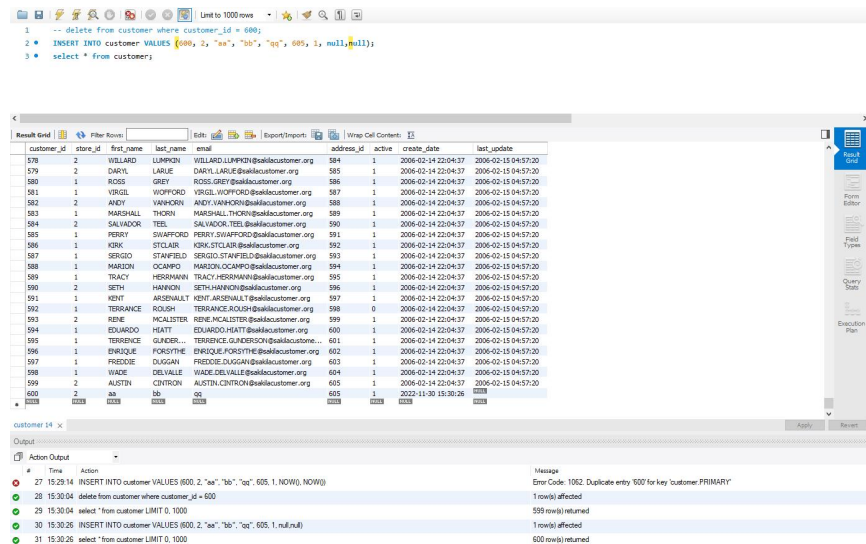 Limit to 1000 rows
1 -- delete from customer where customer_id = 600;
2 INSERT INTO customer VALUES (600, 2, "aa", "bb", "qq", 605, 1, null,null);
3 select * from customer;
Result Grid Filter Rows: Edit: Export/Import: Wrap Cell Content:
customer_id store_id first_name last_name email address_id active create_date last_update
578 2 WILLARD LUMPKIN WILLARD.LUMPKIN@sakilacustomer.org 584 1 2006-02-14 22:04:37 2006-02-15 04:57:20
579 2 DARYL LARUE DARYL.LARUE@sakilacustomer.org 585 1 2006-02-14 22:04:37 2006-02-15 04:57:20
580 1 ROSS GREY ROSS.GREY@sakilacustomer.org 586 1 2006-02-14 22:04:37 2006-02-15 04:57:20
581 1 VIRGIL WOFFORD VIRGIL.WOFFORD@sakilacustomer.org 587 1 2006-02-14 22:04:37 2006-02-15 04:57:20
582 2 ANDY VANHORN ANDY.VANHORN@sakilacustomer.org 588 1 2006-02-14 22:04:37 2006-02-15 04:57:20
583 1 MARSHALL THORN MARSHALL.THORN@sakilacustomer.org 589 1 2006-02-14 22:04:37 2006-02-15 04:57:20
584 2 SALVADOR TEEL SALVADOR.TEEL@sakilacustomer.org 590 1 2006-02-14 22:04:37 2006-02-15 04:57:20
585 1 PERRY SWAFFORD PERRY.SWAFFORD@sakilacustomer.org 591 1 2006-02-14 22:04:37 2006-02-15 04:57:20
586 1 KIRK STCLAIR KIRK.STCLAIR@sakilacustomer.org 592 1 2006-02-14 22:04:37 2006-02-15 04:57:20
587 1 SERGIO STANFIELD SERGIO.STANFIELD@sakilacustomer.org 593 1 2006-02-14 22:04:37 2006-02-15 04:57:20
588 1 MARION OCAMPO MARION.OCAMPO@sakilacustomer.org 594 1 2006-02-14 22:04:37 2006-02-15 04:57:20
589 1 TRACY HERRMANN TRACY.HERRMANN@sakilacustomer.org 595 1 2006-02-14 22:04:37 2006-02-15 04:57:20
590 2 SETH HANNON SETH.HANNON@sakilacustomer.org 596 1 2006-02-14 22:04:37 2006-02-15 04:57:20
591 1 KENT ARSENAULT KENT.ARSENAULT@sakilacustomer.org 597 1 2006-02-14 22:04:37 2006-02-15 04:57:20
592 1 TERRANCE ROUSH TERRANCE.ROUSH@sakilacustomer.org 598 0 2006-02-14 22:04:37 2006-02-15 04:57:20
593 2 RENE MCALISTER RENE.MCALISTER@sakilacustomer.org 599 1 2006-02-14 22:04:37 2006-02-15 04:57:20
594 1 EDUARDO HIATT EDUARDO.HIATT@sakilacustomer.org 600 1 2006-02-14 22:04:37 2006-02-15 04:57:20
595 1 TERRENCE GUNDER... TERRENCE.GUNDERSON@sakilacustome... 601 1 2006-02-14 22:04:37 2006-02-15 04:57:20
596 1 ENRIQUE FORSYTHE ENRIQUE.FORSYTHE@sakilacustomer.org 602 1 2006-02-14 22:04:37 2006-02-15 04:57:20
597 1 FREDDIE DUGGAN FREDDIE.DUGGAN@sakilacustomer.org 603 1 2006-02-14 22:04:37 2006-02-15 04:57:20
598 1 WADE DELVALLE WADE.DELVALLE@sakilacustomer.org 604 1 2006-02-14 22:04:37 2006-02-15 04:57:20
599 2 AUSTIN CINTRON AUSTIN.CINTRON@sakilacustomer.org 605 1 2006-02-14 22:04:37 2006-02-15 04:57:20
600 2 aa bb qq 605 1 2022-11-30 15:30:26 NULL
NULL NULL NULL NULL NULL NULL NULL NULL NULL
Result Grid
Form Editor
Field Types
Query Stats
Execution Plan
customer 14 Apply Revert
Output
Action Output
# Time Action Message
27 15:29:14 INSERT INTO customer VALUES (600, 2, "aa", "bb", "qq", 605, 1, NOW(), NOW()) Error Code: 1062. Duplicate entry '600' for key 'customer.PRIMARY'
28 15:30:04 delete from customer where customer_id = 600 1 row(s) affected
29 15:30:04 select * from customer LIMIT 0, 1000 599 row(s) returned
30 15:30:26 INSERT INTO customer VALUES (600, 2, "aa", "bb", "qq", 605, 1, null,null) 1 row(s) affected
31 15:30:26 select * from customer LIMIT 0, 1000 600 row(s) returned